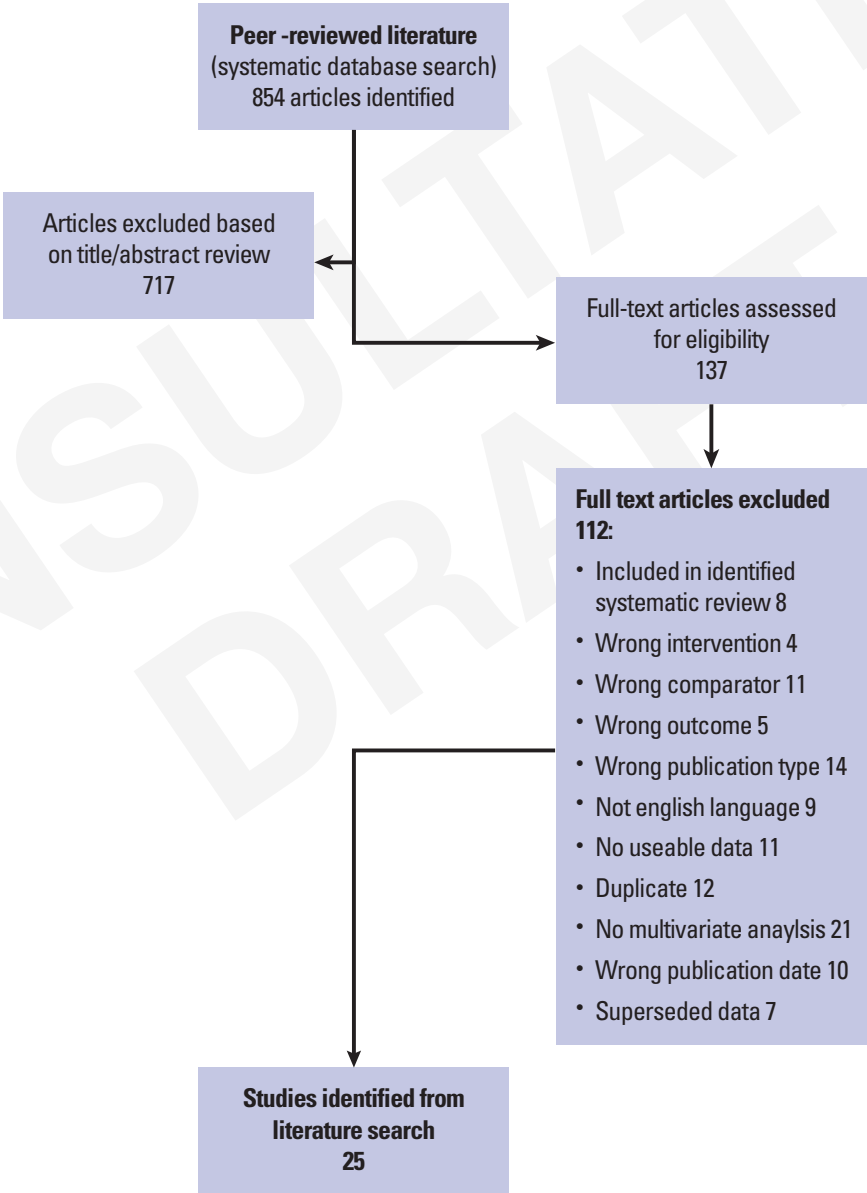 Peer -reviewed literature
(systematic database search)
854 articles identified
Articles excluded based
on title/abstract review
717
Full-text articles assessed
for eligibility
137
Full text articles excluded
112:
• Included in identified
systematic review 8
• Wrong intervention 4
• Wrong comparator 11
• Wrong outcome 5
• Wrong publication type 14
• Not english language 9
• No useable data 11
• Duplicate 12
• No multivariate anaylsis 21
• Wrong publication date 10
• Superseded data 7
Studies identified from
literature search
25
NSULTATI
DRAFT